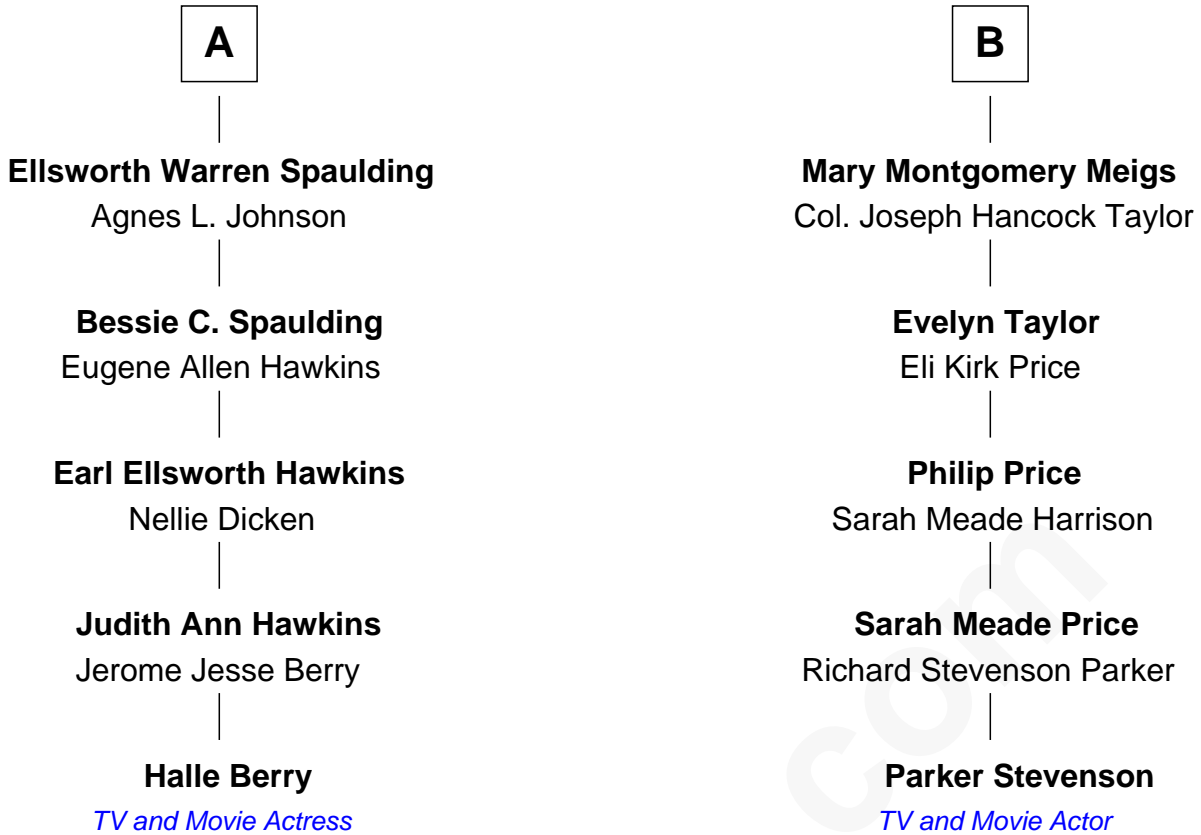 A
Ellsworth Warren Spaulding
Agnes L. Johnson
Bessie C. Spaulding
Eugene Allen Hawkins
Earl Ellsworth Hawkins
Nellie Dicken
Judith Ann Hawkins
Jerome Jesse Berry
Halle Berry
TV and Movie Actress
B
Mary Montgomery Meigs
Col. Joseph Hancock Taylor
Evelyn Taylor
Eli Kirk Price
Philip Price
Sarah Meade Harrison
Sarah Meade Price
Richard Stevenson Parker
Parker Stevenson
TV and Movie Actor
com